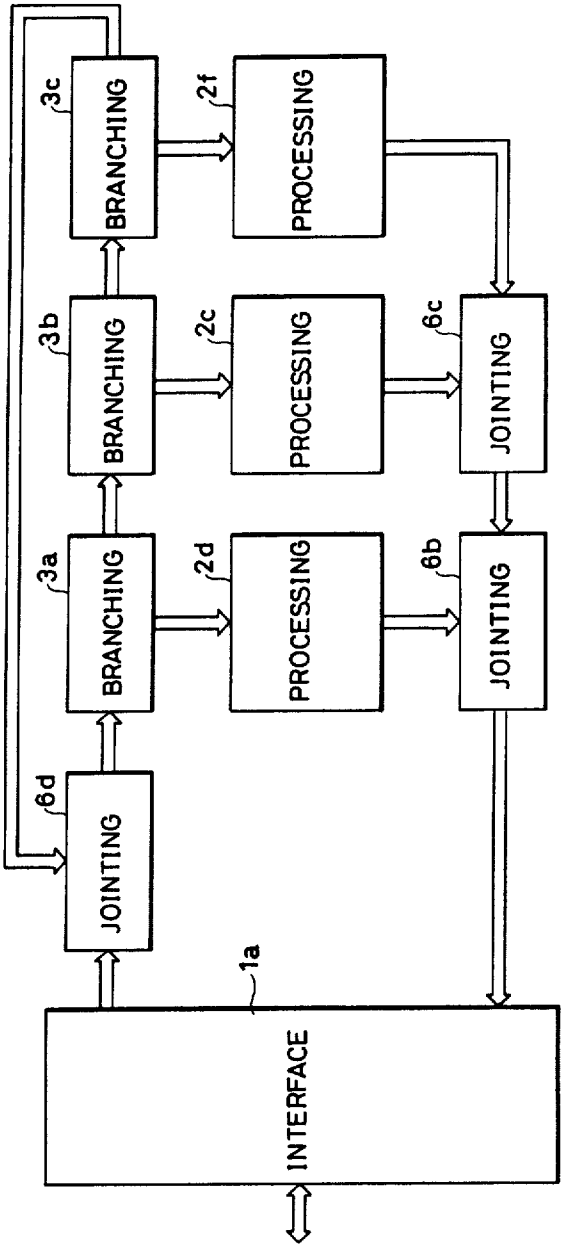 3c
BRANCHING
2f
PROCESSING
3b
BRANCHING
2c
PROCESSING
6c
JOINTING
3a
BRANCHING
2d
PROCESSING
6b
JOINTING
6d
JOINTING
1a
INTERFACE